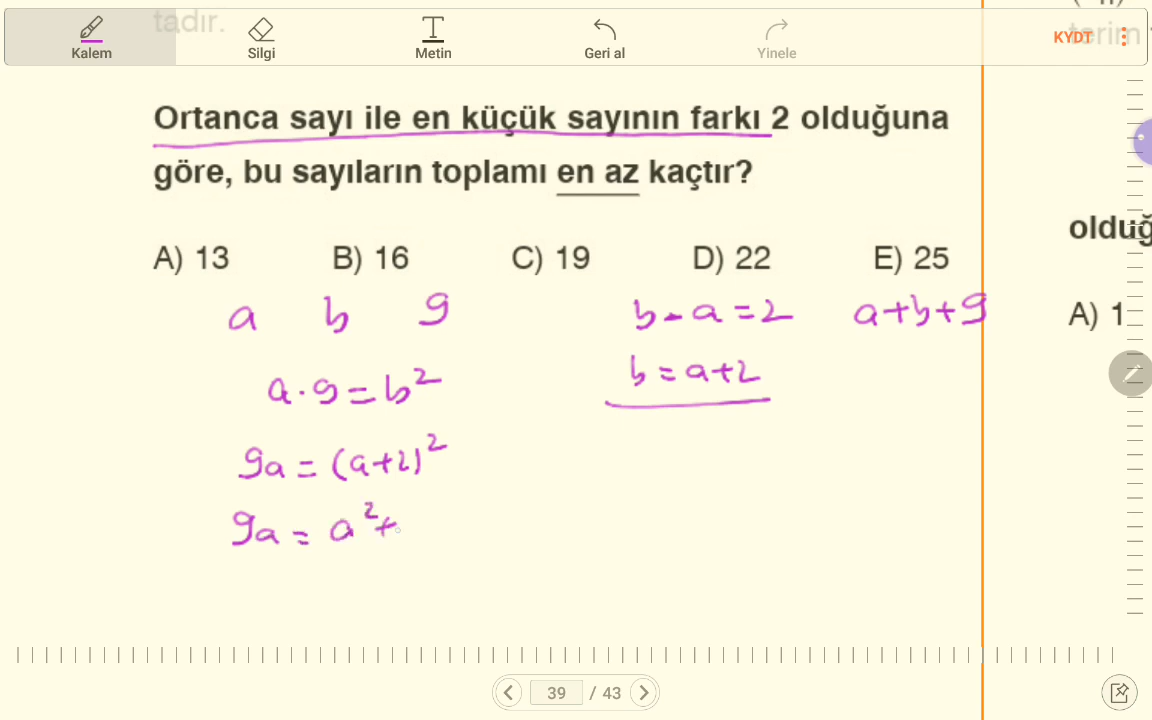 tadır.
Kalem
Silgi
Metin
Geri al
Yinele
KYDT
terim
Ortanca sayı ile en küçük sayının farkı 2 olduğuna
göre, bu sayıların toplamı en az kaçtır?
A) 13 B) 16 C) 19 D) 22 E) 25
olduğ
A) 1
a b 9
b - a = 2
a + b + 9
a · 9 = b²
b = a + 2
9a = (a+2)²
9a = a² +
39 / 43